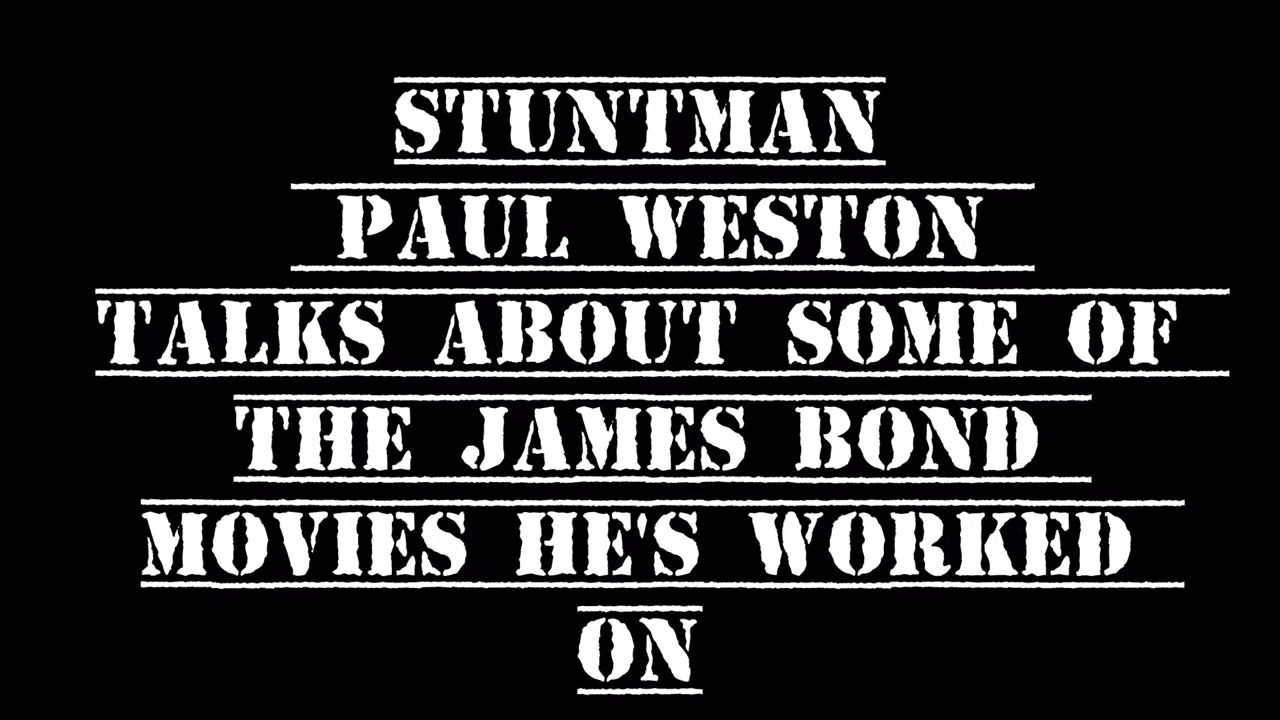 STUNTMAN
PAUL WESTON
TALKS ABOUT SOME OF
THE JAMES BOND
MOVIES HE'S WORKED
ON